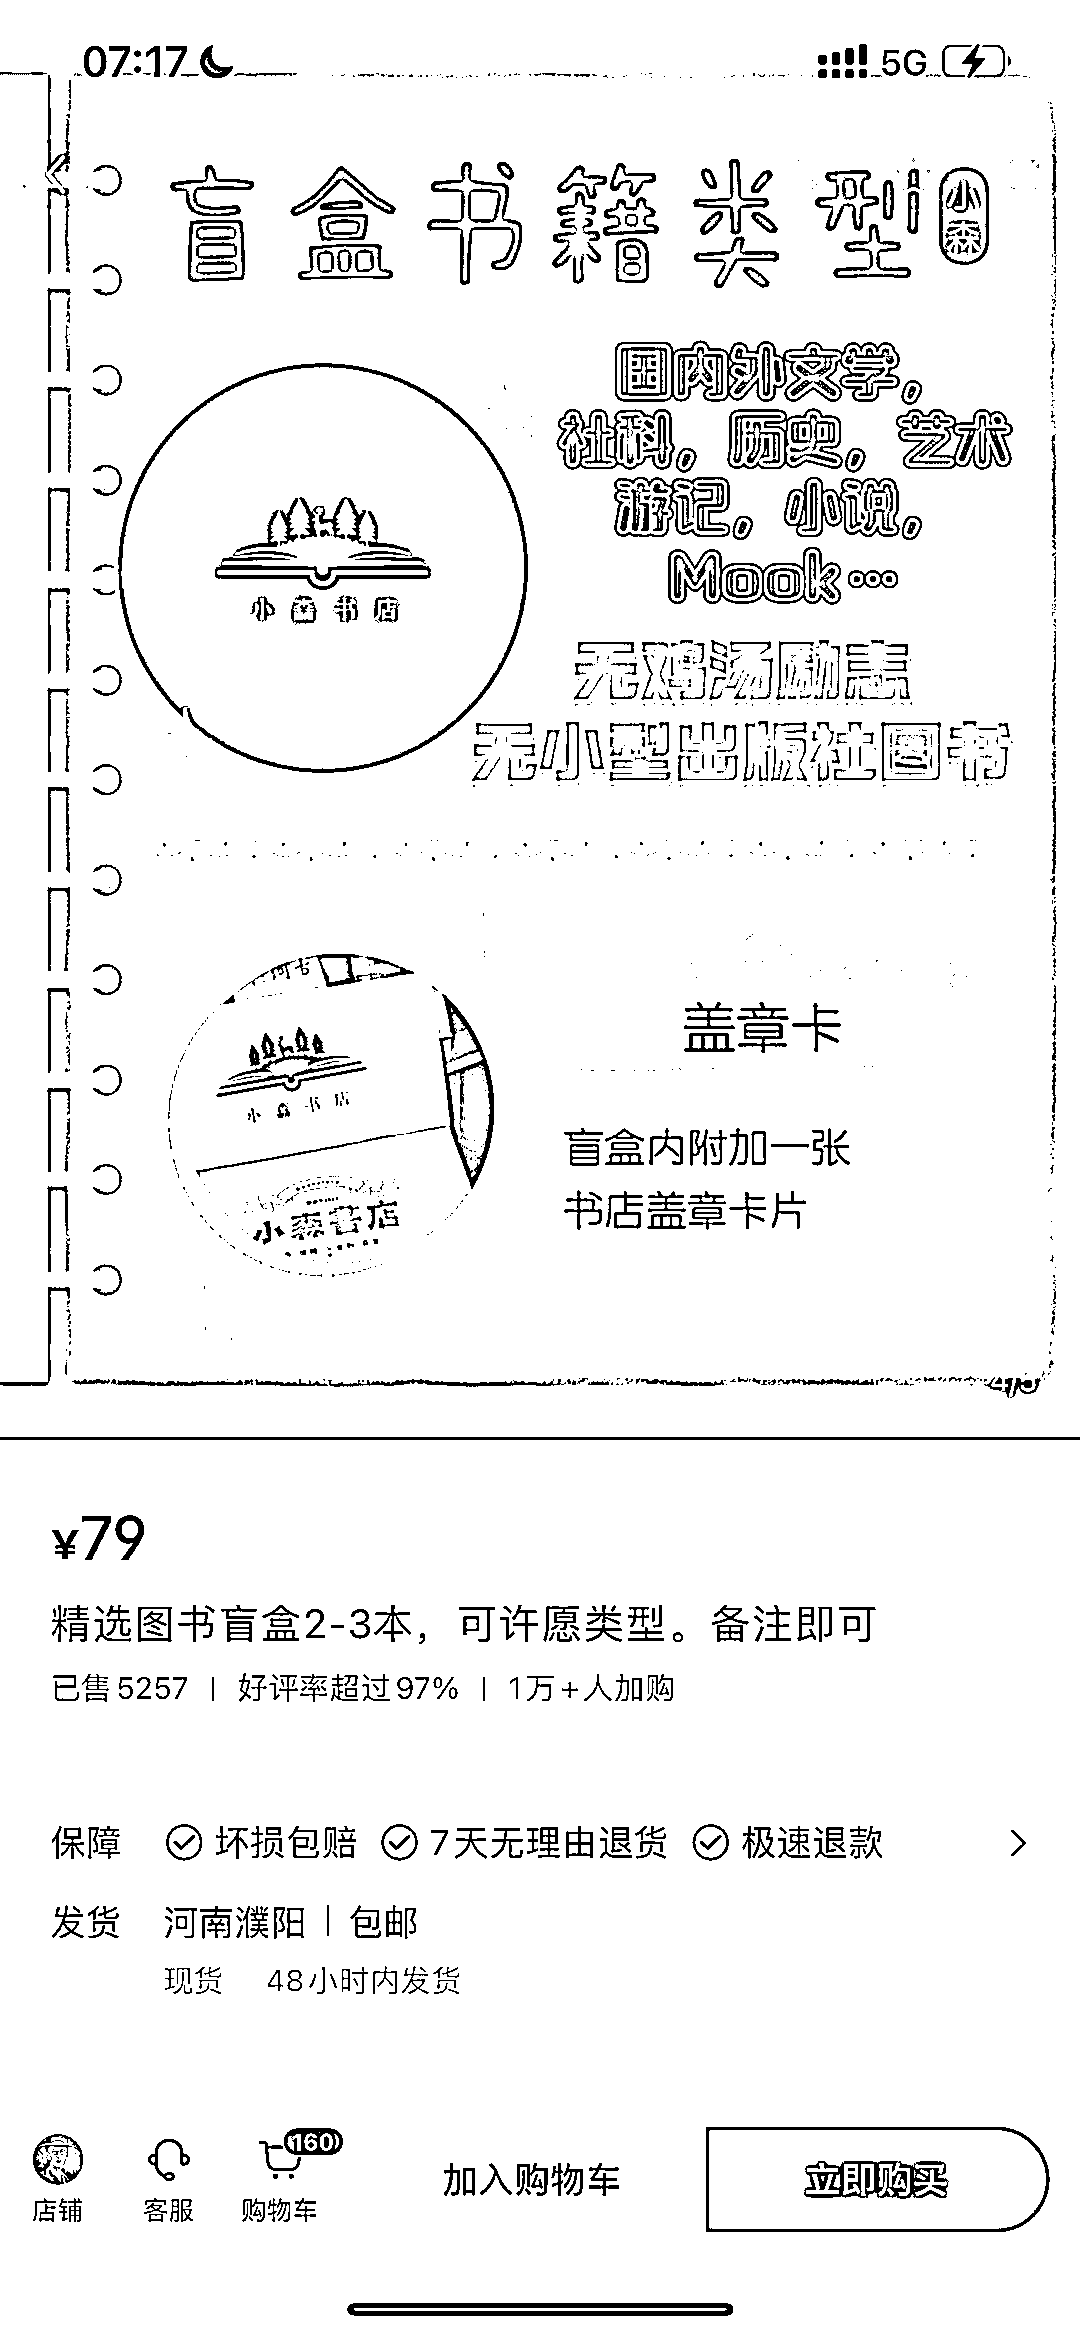 07:17
5G
盲盒书籍类型
小森
国内外文学，
社科，历史，艺术
游记，小说，
Mook…
小森书店
无鸡汤励志
无小型出版社图书
盖章卡
小森书店
盲盒内附加一张
书店盖章卡片
小森書店
4/5
¥79
精选图书盲盒2-3本，可许愿类型。备注即可
已售5257 | 好评率超过97% | 1万+人加购
保障 坏损包赔 7天无理由退货 极速退款
发货 河南濮阳 | 包邮
现货 48小时内发货
160
店铺 客服 购物车 加入购物车 立即购买